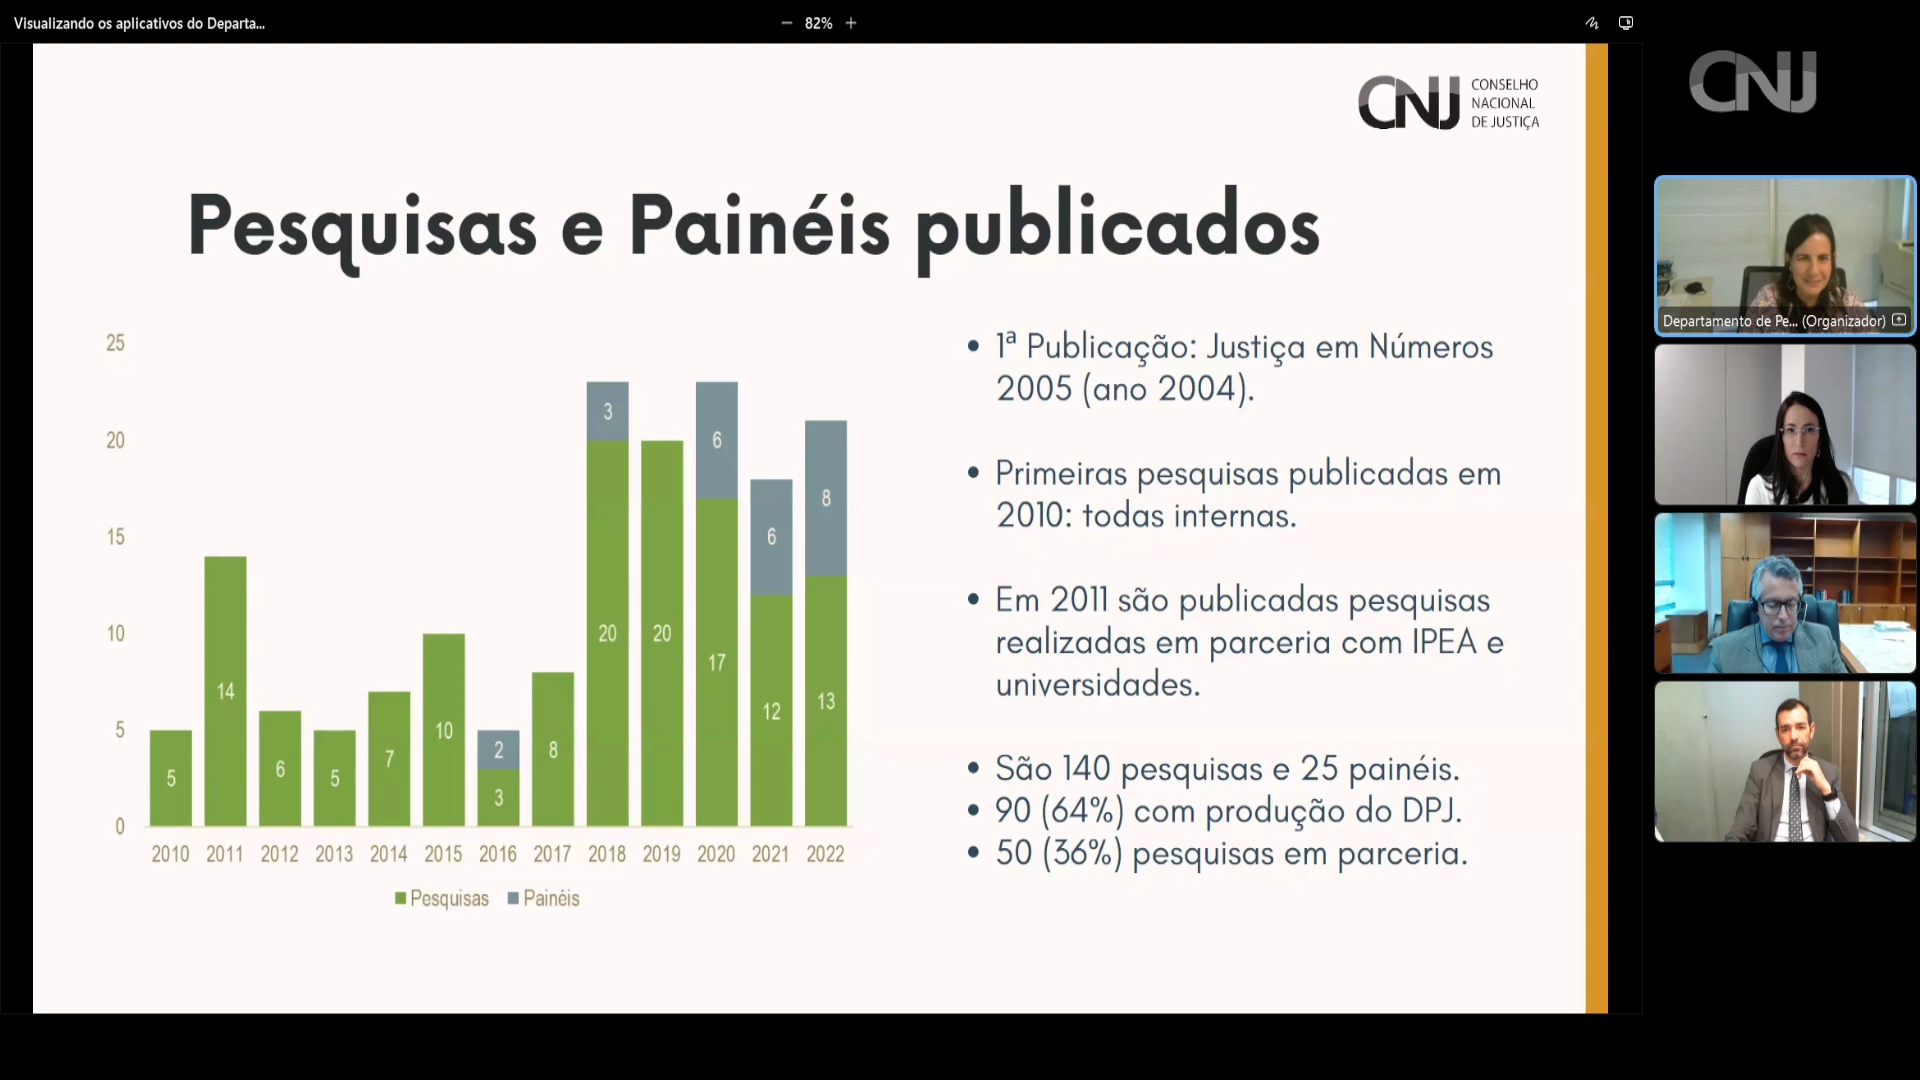 Visualizando os aplicativos do Departa...
82%
CNJ
CONSELHO
NACIONAL
DE JUSTIÇA
CNJ
Pesquisas e Painéis publicados
25
20
15
10
5
0
5
14
6
5
7
10
2
3
8
3
20
20
6
17
6
12
8
13
2010 2011 2012 2013 2014 2015 2016 2017 2018 2019 2020 2021 2022
Pesquisas Painéis
• 1ª Publicação: Justiça em Números
2005 (ano 2004).
• Primeiras pesquisas publicadas em
2010: todas internas.
• Em 2011 são publicadas pesquisas
realizadas em parceria com IPEA e
universidades.
• São 140 pesquisas e 25 painéis.
• 90 (64%) com produção do DPJ.
• 50 (36%) pesquisas em parceria.
Departamento de Pe... (Organizador)